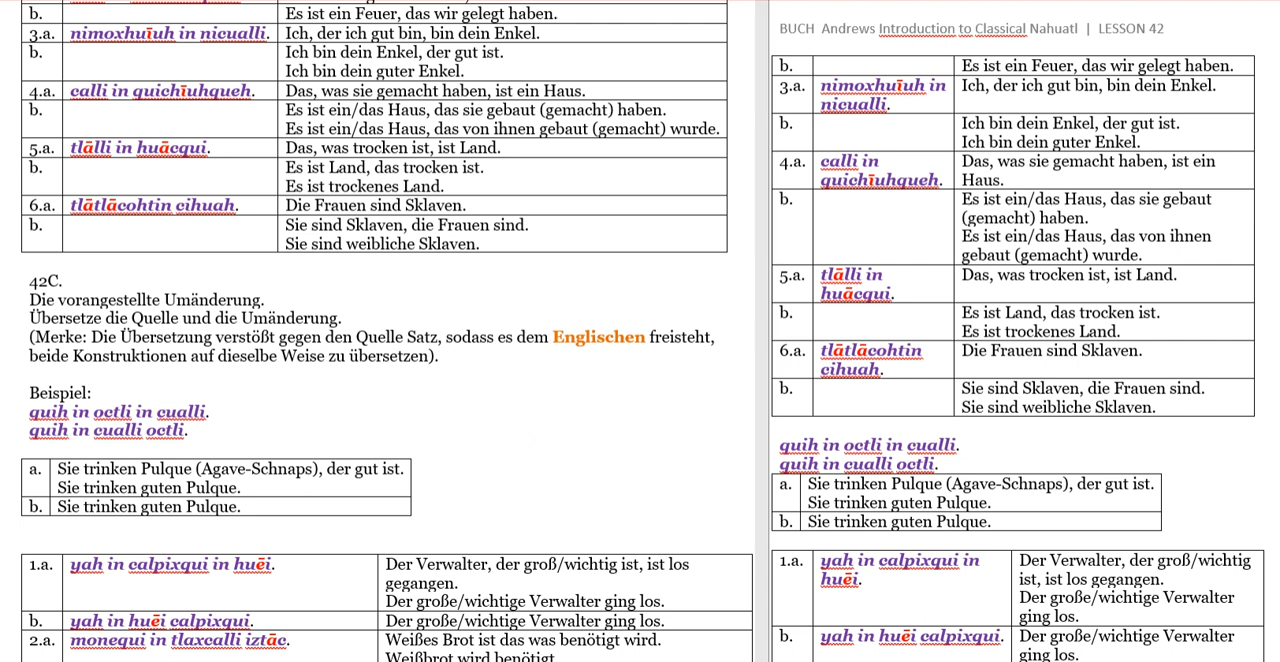 b. Es ist ein Feuer, das wir gelegt haben.
3.a. nimoxhuīuh in nicualli. Ich, der ich gut bin, bin dein Enkel.
b. Ich bin dein Enkel, der gut ist.
Ich bin dein guter Enkel.
4.a. calli in quichīuhqueh. Das, was sie gemacht haben, ist ein Haus.
b. Es ist ein/das Haus, das sie gebaut (gemacht) haben.
Es ist ein/das Haus, das von ihnen gebaut (gemacht) wurde.
5.a. tlālli in huācqui. Das, was trocken ist, ist Land.
b. Es ist Land, das trocken ist.
Es ist trockenes Land.
6.a. tlātlācohtin cihuah. Die Frauen sind Sklaven.
b. Sie sind Sklaven, die Frauen sind.
Sie sind weibliche Sklaven.
42C.
Die vorangestellte Umänderung.
Übersetze die Quelle und die Umänderung.
(Merke: Die Übersetzung verstößt gegen den Quelle Satz, sodass es dem Englischen freisteht,
beide Konstruktionen auf dieselbe Weise zu übersetzen).
Beispiel:
quih in octli in cualli.
quih in cualli octli.
a. Sie trinken Pulque (Agave-Schnaps), der gut ist.
Sie trinken guten Pulque.
b. Sie trinken guten Pulque.
1.a. yah in calpixqui in huēi. Der Verwalter, der groß/wichtig ist, ist los
gegangen.
Der große/wichtige Verwalter ging los.
b. yah in huēi calpixqui. Der große/wichtige Verwalter ging los.
2.a. monequi in tlaxcalli iztāc. Weißes Brot ist das was benötigt wird.
Weißbrot wird benötigt.
BUCH Andrews Introduction to Classical Nahuatl | LESSON 42
b. Es ist ein Feuer, das wir gelegt haben.
3.a. nimoxhuīuh in Ich, der ich gut bin, bin dein Enkel.
nicualli.
b. Ich bin dein Enkel, der gut ist.
Ich bin dein guter Enkel.
4.a. calli in Das, was sie gemacht haben, ist ein
quichīuhqueh. Haus.
b. Es ist ein/das Haus, das sie gebaut
(gemacht) haben.
Es ist ein/das Haus, das von ihnen
gebaut (gemacht) wurde.
5.a. tlālli in Das, was trocken ist, ist Land.
huācqui.
b. Es ist Land, das trocken ist.
Es ist trockenes Land.
6.a. tlātlācohtin Die Frauen sind Sklaven.
cihuah.
b. Sie sind Sklaven, die Frauen sind.
Sie sind weibliche Sklaven.
quih in octli in cualli.
quih in cualli octli.
a. Sie trinken Pulque (Agave-Schnaps), der gut ist.
Sie trinken guten Pulque.
b. Sie trinken guten Pulque.
1.a. yah in calpixqui in Der Verwalter, der groß/wichtig
huēi. ist, ist los gegangen.
Der große/wichtige Verwalter
ging los.
b. yah in huēi calpixqui. Der große/wichtige Verwalter
ging los.